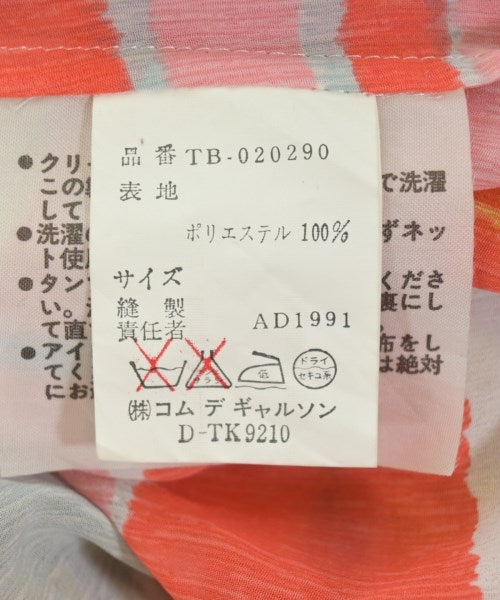 品番 TB-020290
表地
ポリエステル 100%
サイズ
縫製
責任者
AD1991
低
ドライ
セキユ系
(株)コム デ ギャルソン
D-TK9210
● クリー
クの
こ
して
● 洗濯
ト使用
● タン
い。
て直
● アイ
てく
にお
で洗濯
ずネッ
くださ
裏にし
布をし
は絶対